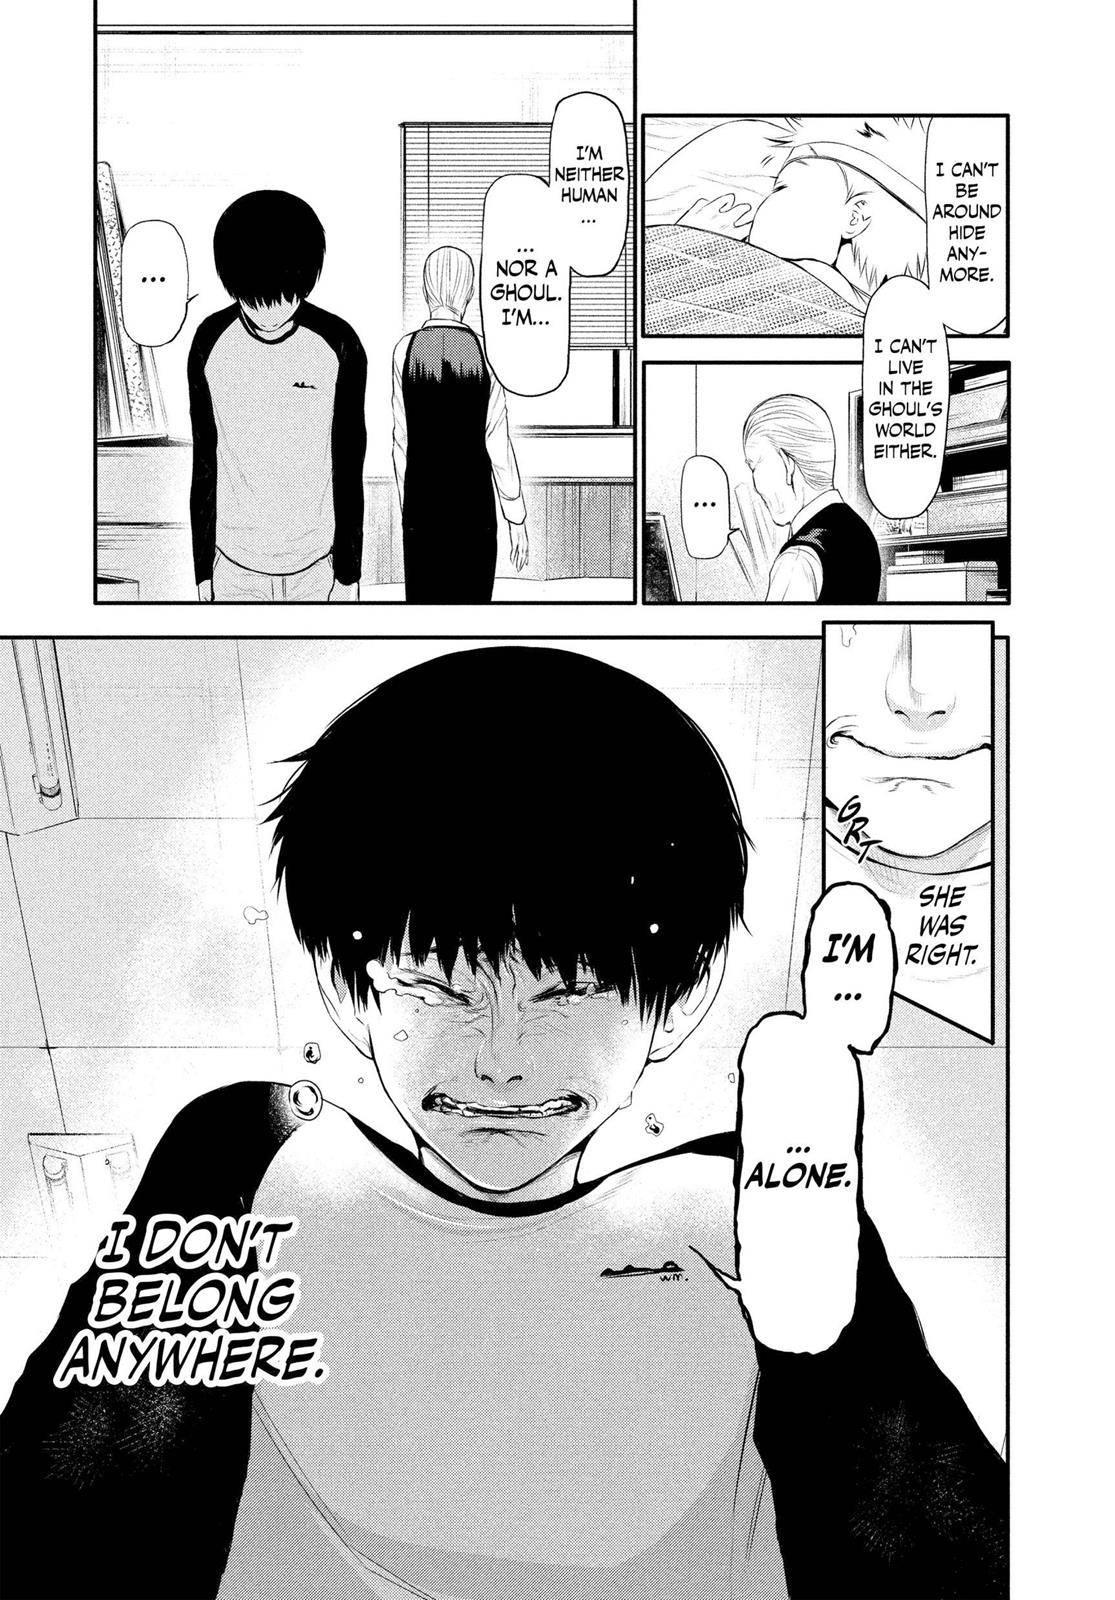 I CAN'T
BE
AROUND
HIDE
ANY-
MORE.
I CAN'T
LIVE
IN THE
GHOUL'S
WORLD
EITHER.
...
I'M
NEITHER
HUMAN
...
...
NOR A
GHOUL.
I'M...
...
GRT
SHE
WAS
RIGHT.
I'M
...
...
ALONE.
I DON'T
BELONG
ANYWHERE.
WM.